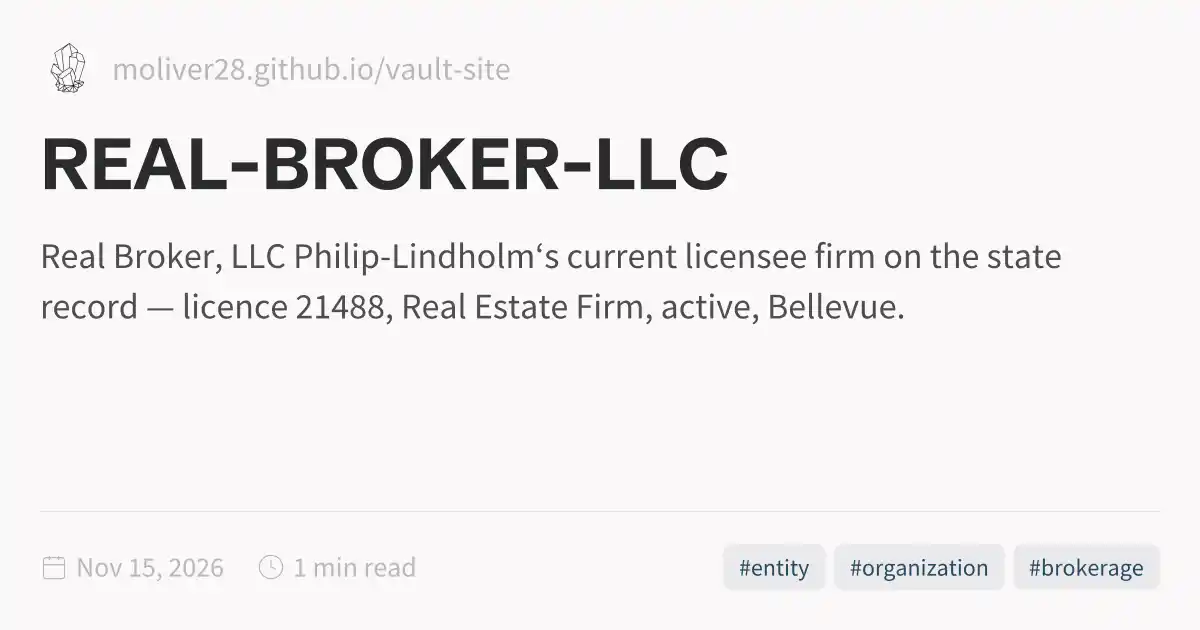 moliver28.github.io/vault-site
REAL-BROKER-LLC
Real Broker, LLC Philip-Lindholm‘s current licensee firm on the state
record — licence 21488, Real Estate Firm, active, Bellevue.
Nov 15, 2026 1 min read #entity #organization #brokerage